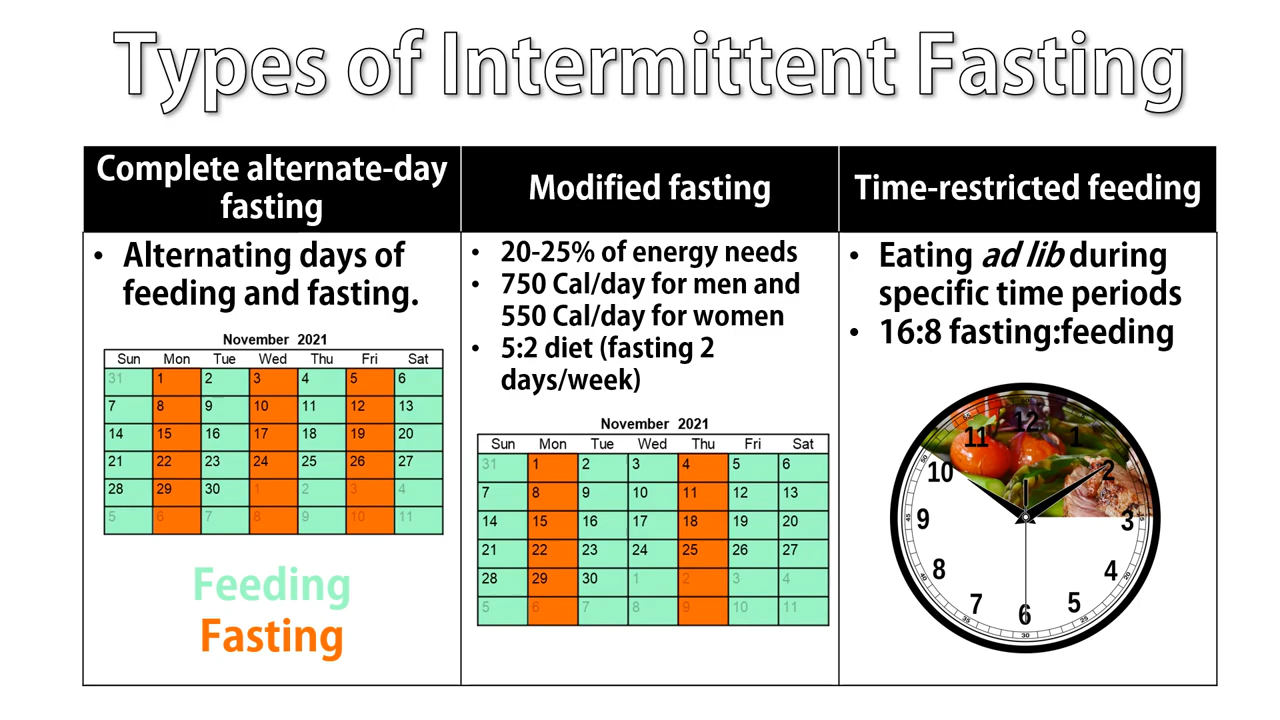 Types of Intermittent Fasting
Complete alternate-day
fasting
• Alternating days of
feeding and fasting.
November 2021
Sun Mon Tue Wed Thu Fri Sat
31 1 2 3 4 5 6
7 8 9 10 11 12 13
14 15 16 17 18 19 20
21 22 23 24 25 26 27
28 29 30 1 2 3 4
5 6 7 8 9 10 11
Feeding
Fasting
Modified fasting
• 20-25% of energy needs
• 750 Cal/day for men and
550 Cal/day for women
• 5:2 diet (fasting 2
days/week)
November 2021
Sun Mon Tue Wed Thu Fri Sat
31 1 2 3 4 5 6
7 8 9 10 11 12 13
14 15 16 17 18 19 20
21 22 23 24 25 26 27
28 29 30 1 2 3 4
5 6 7 8 9 10 11
Time-restricted feeding
• Eating ad lib during
specific time periods
• 16:8 fasting:feeding
12
11 1
10 2
9 3
8 4
7 5
6